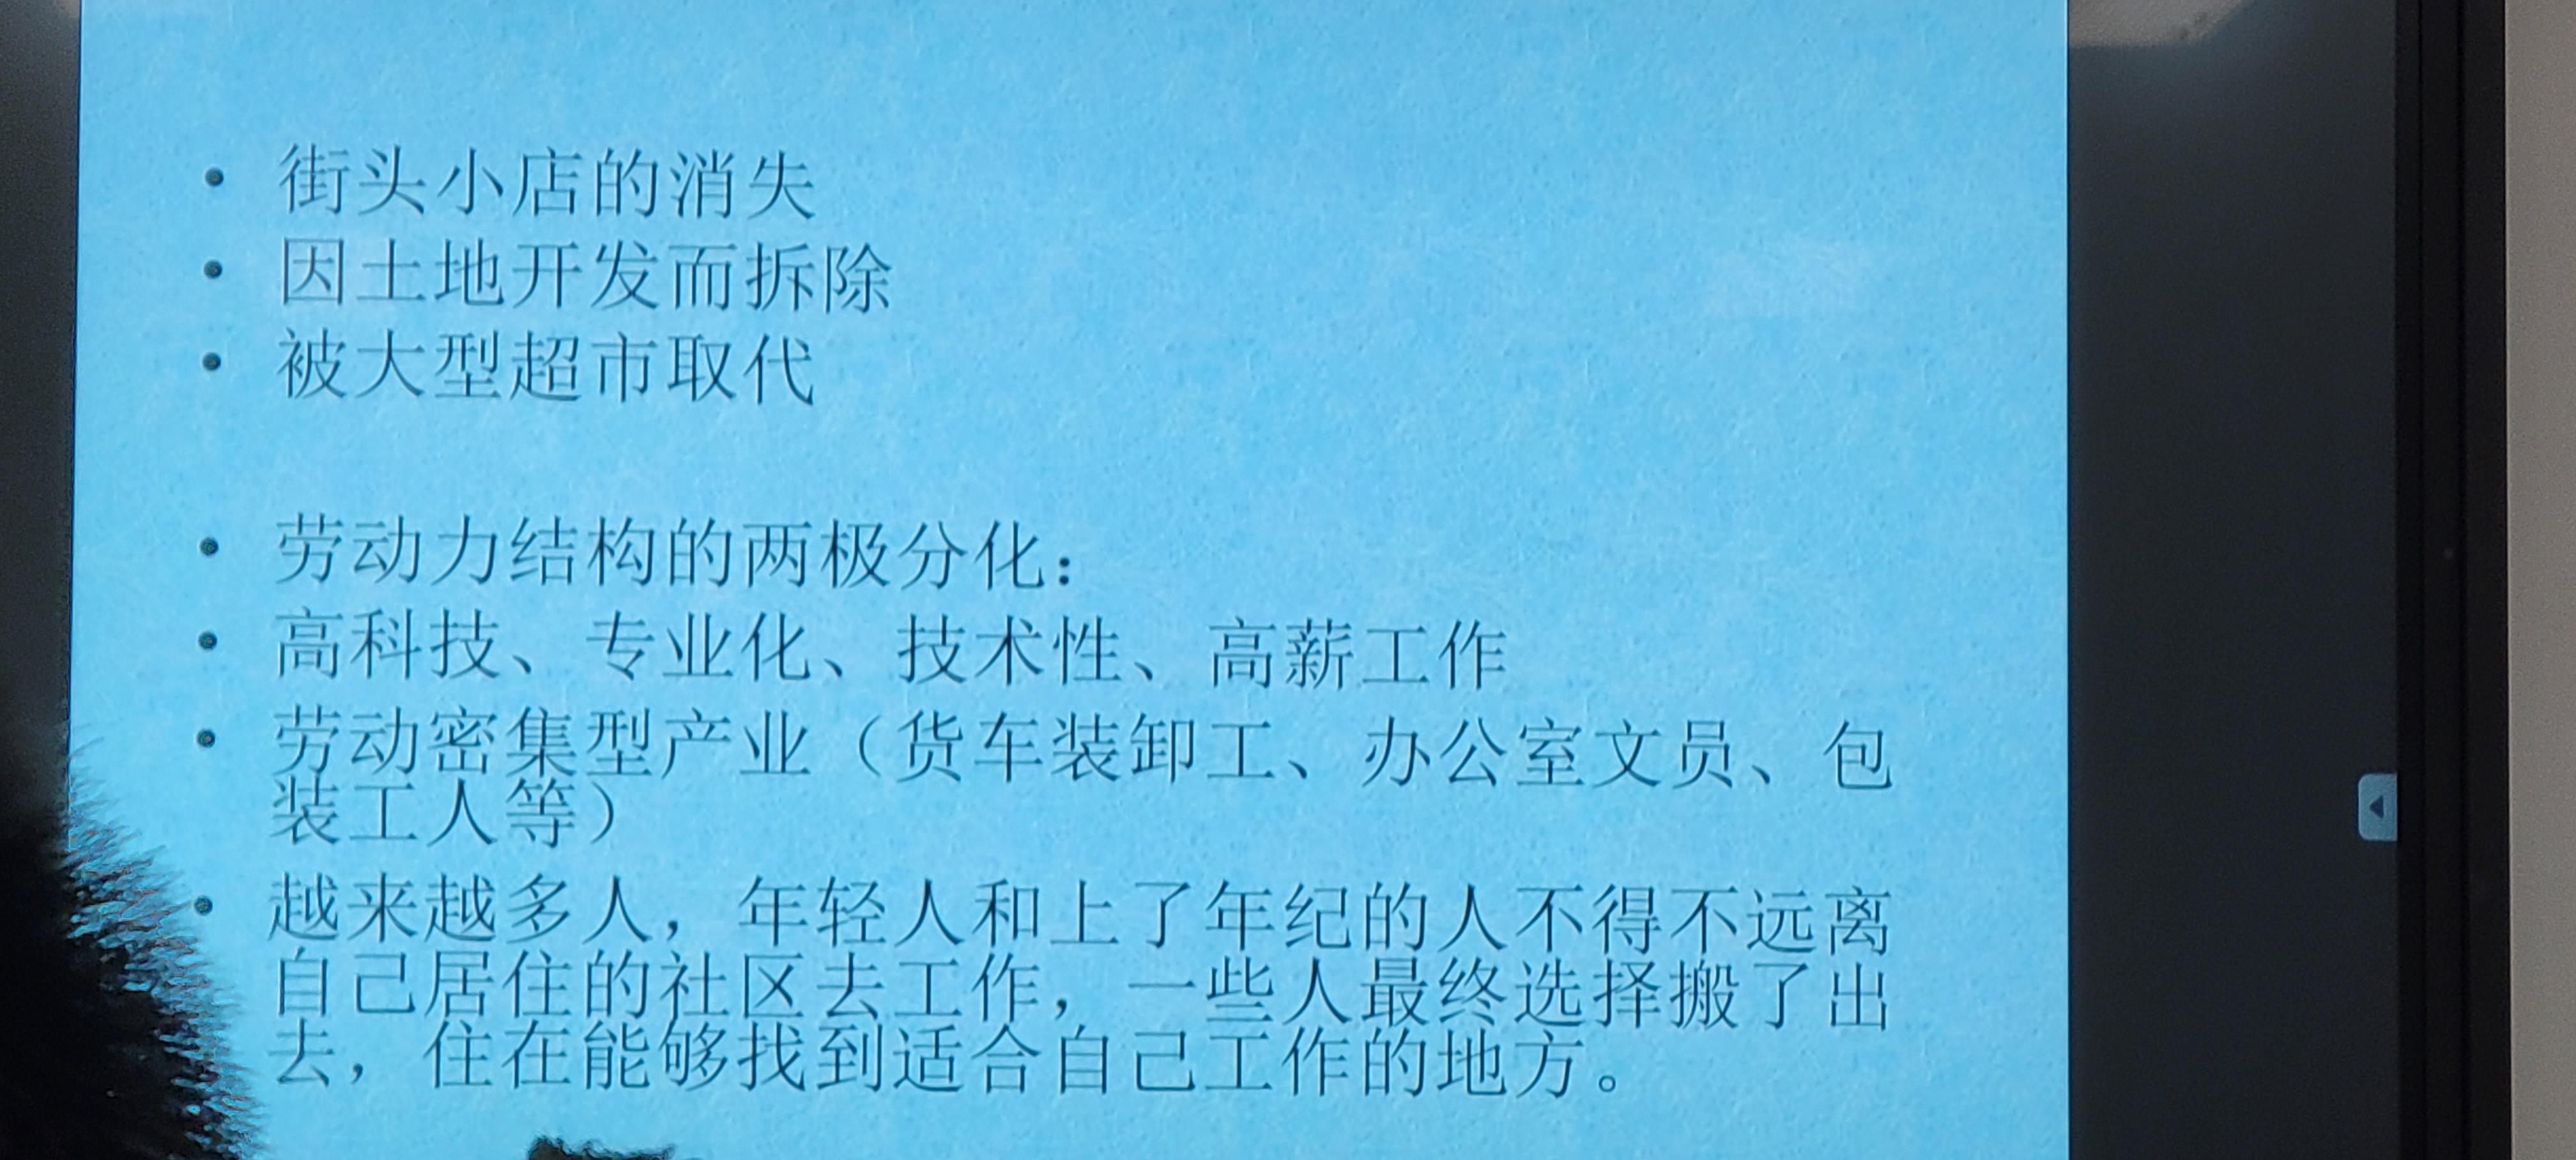 • 街头小店的消失
• 因土地开发而拆除
• 被大型超市取代
• 劳动力结构的两极分化：
• 高科技、专业化、技术性、高薪工作
• 劳动密集型产业（货车装卸工、办公室文员、包
装工人等）
• 越来越多人，年轻人和上了年纪的人不得不远离
自己居住的社区去工作，一些人最终选择搬了出
去，住在能够找到适合自己工作的地方。